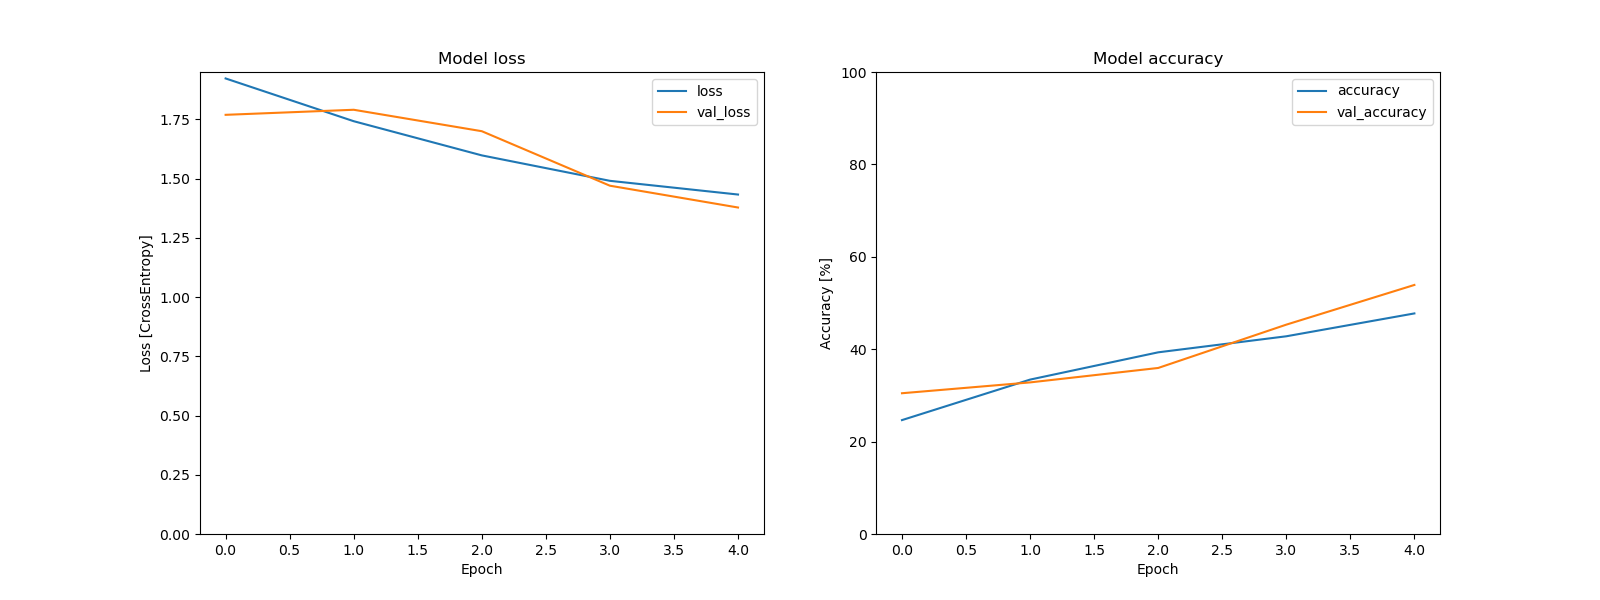 Model loss
loss
val_loss
1.75
1.50
1.25
1.00
0.75
0.50
0.25
0.00
Loss [CrossEntropy]
0.0 0.5 1.0 1.5 2.0 2.5 3.0 3.5 4.0
Epoch
Model accuracy
accuracy
val_accuracy
100
80
60
40
20
0
Accuracy [%]
0.0 0.5 1.0 1.5 2.0 2.5 3.0 3.5 4.0
Epoch